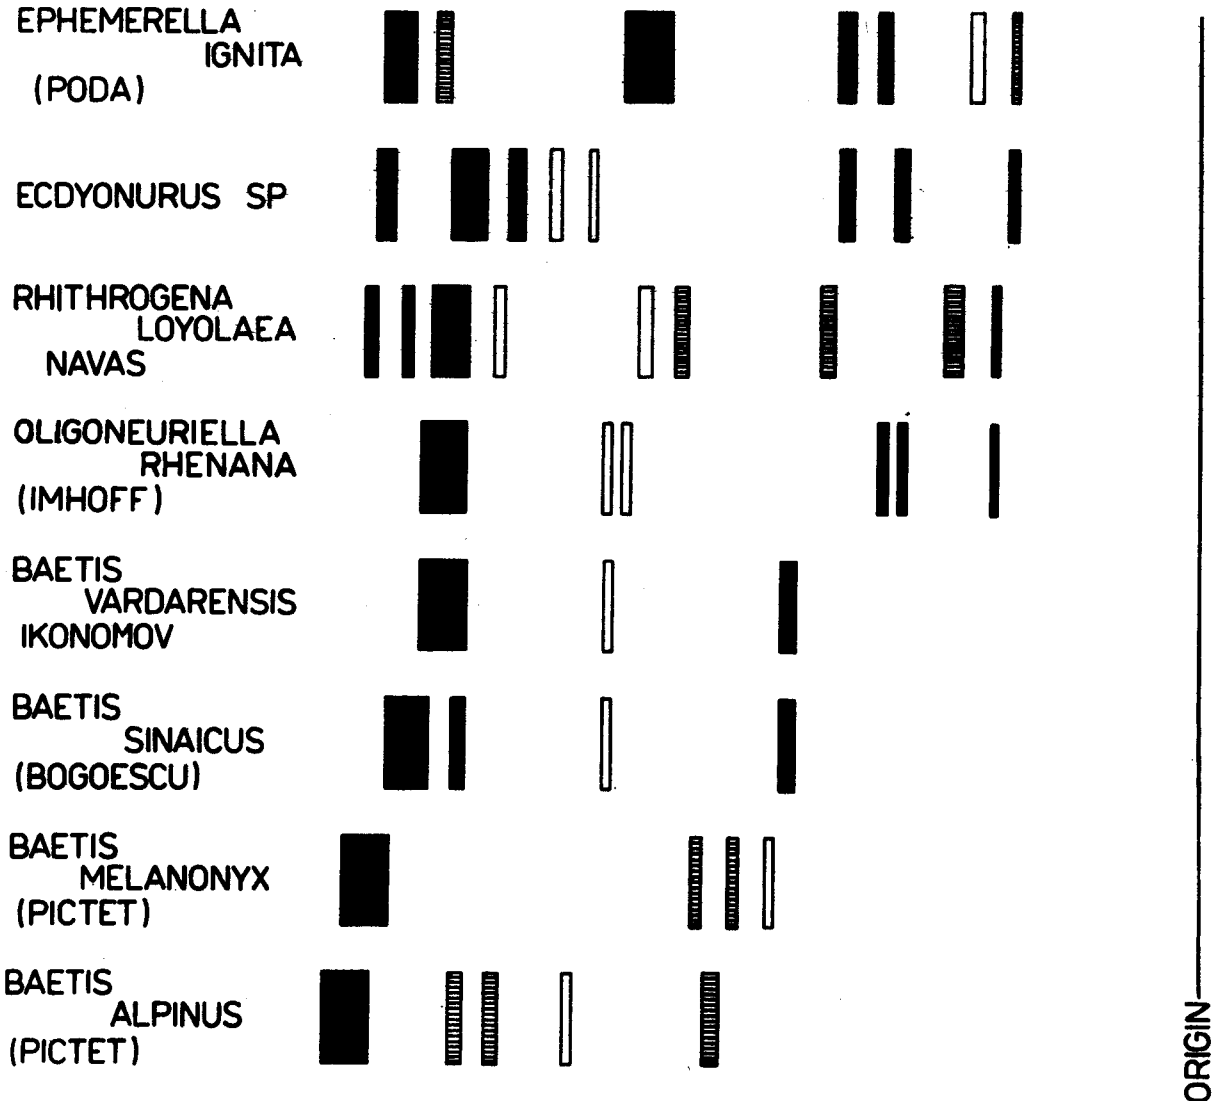 EPHEMERELLA
IGNITA
(PODA)
ECDYONURUS SP
RHITHROGENA
LOYOLAEA
NAVAS
OLIGONEURIELLA
RHENANA
(IMHOFF)
BAETIS
VARDARENSIS
IKONOMOV
BAETIS
SINAICUS
(BOGOESCU)
BAETIS
MELANONYX
(PICTET)
BAETIS
ALPINUS
(PICTET)
ORIGIN